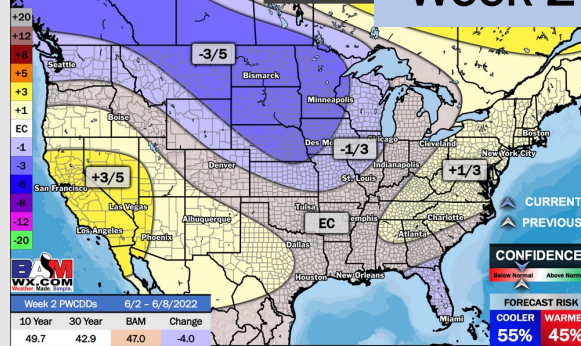 Week 2
+20
+12
+8
+5
+3
+1
EC
-1
-3
-5
-8
-12
-20
-3/5
Seattle
Bismarck
Minneapolis
Boise
Boston
Chicago
Cleveland
Des Mo
-1/3
New York City
Indianapolis
+1/3
Denver
St. Louis
+3/5
San Francisco
Las Vegas
Tulsa
Charlotte
Albuquerque
EC
emphis
Los Angeles
Phoenix
Atlanta
Dallas
Houston
New Orleans
Miami
CURRENT
PREVIOUS
CONFIDENCE
Below Normal
Above Norm
FORECAST RISK
COOLER
WARME
55%
45%
BAM
WX.COM
Weather. Made. Simple.
Week 2 PWCDDs 6/2 – 6/8/2022
10 Year 30 Year BAM Change
49.7 42.9 47.0 -4.0